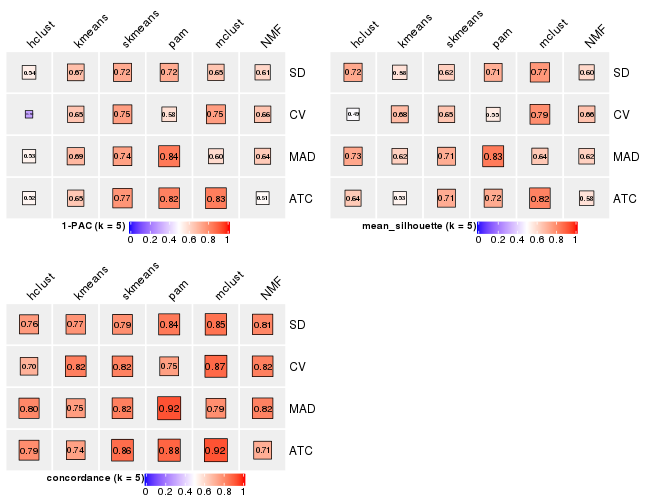 hclust kmeans skmeans pam mclust NMF
0.54 0.67 0.72 0.72 0.65 0.61 SD
0.65 0.75 0.58 0.75 0.66 CV
0.53 0.69 0.74 0.84 0.60 0.64 MAD
0.52 0.65 0.77 0.82 0.83 0.51 ATC
1-PAC (k = 5)
0 0.2 0.4 0.6 0.8 1
hclust kmeans skmeans pam mclust NMF
0.72 0.56 0.62 0.71 0.77 0.60 SD
0.49 0.68 0.65 0.55 0.79 0.66 CV
0.73 0.62 0.71 0.83 0.64 0.62 MAD
0.64 0.53 0.71 0.72 0.82 0.58 ATC
mean_silhouette (k = 5)
0 0.2 0.4 0.6 0.8 1
hclust kmeans skmeans pam mclust NMF
0.76 0.77 0.79 0.84 0.85 0.81 SD
0.70 0.82 0.82 0.75 0.87 0.82 CV
0.80 0.75 0.82 0.92 0.79 0.82 MAD
0.79 0.74 0.86 0.88 0.92 0.71 ATC
concordance (k = 5)
0 0.2 0.4 0.6 0.8 1